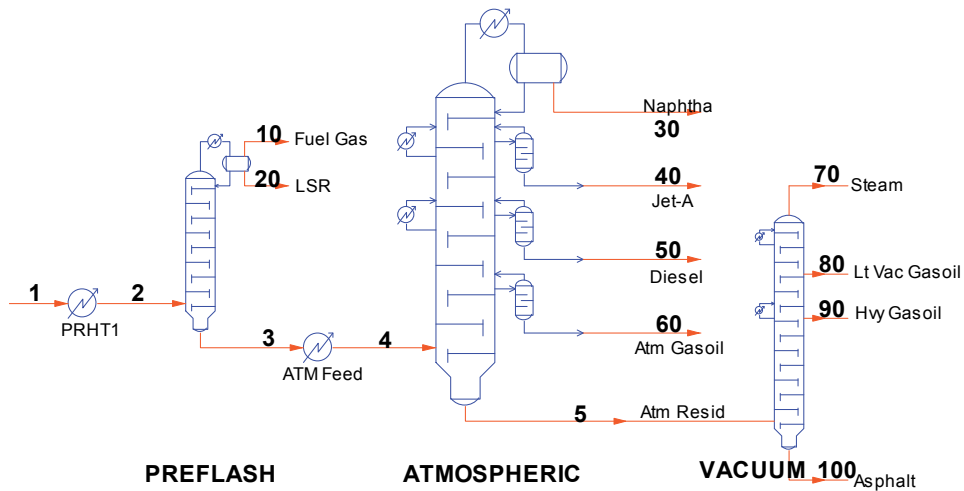 Naphtha
30
10 Fuel Gas
20 LSR
40
Jet-A
70
Steam
50
Diesel
80 Lt Vac Gasoil
90 Hvy Gasoil
1
2
PRHT1
60
Atm Gasoil
3
4
ATM Feed
5
Atm Resid
PREFLASH
ATMOSPHERIC
VACUUM
100
Asphalt